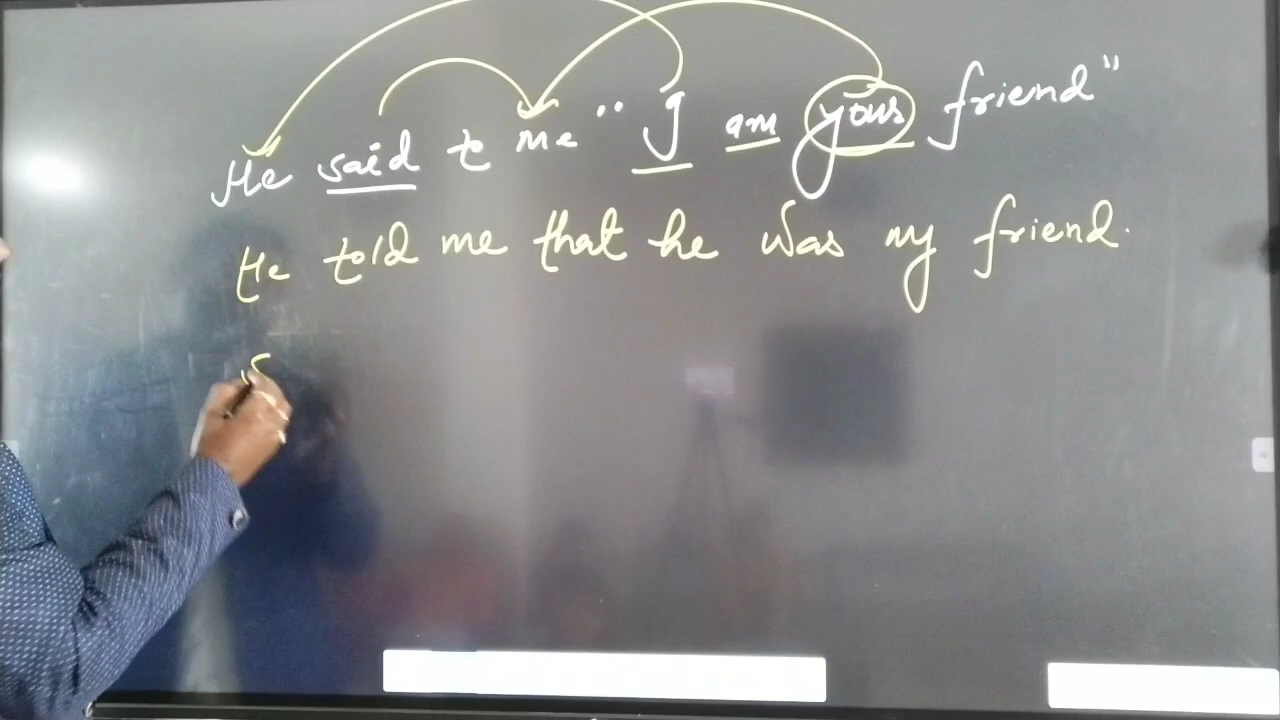 He said to me " I am your friend"
He told me that he was my friend.
S